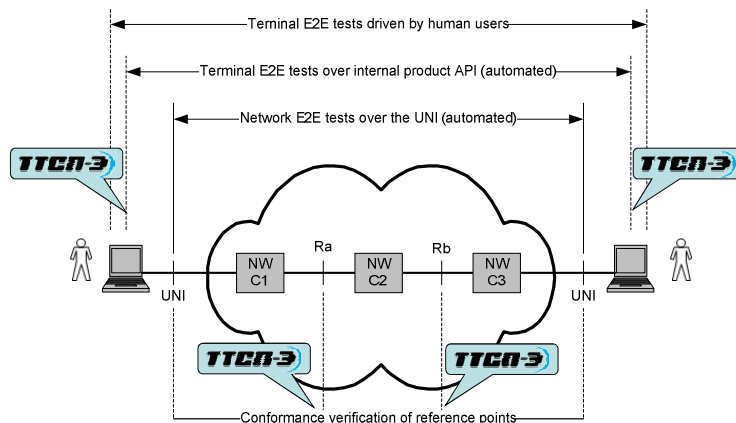 Teminal E2E tests driven by human users
Terminal E2E tests over internal product API (automated)
Network E2E tests over the UNI (automated)
TTCN-3
TTCN-3
Ra
Rb
NW
C1
NW
C2
NW
C3
UNI
UNI
TTCN-3
TTCN-3
Conformance verification of reference points